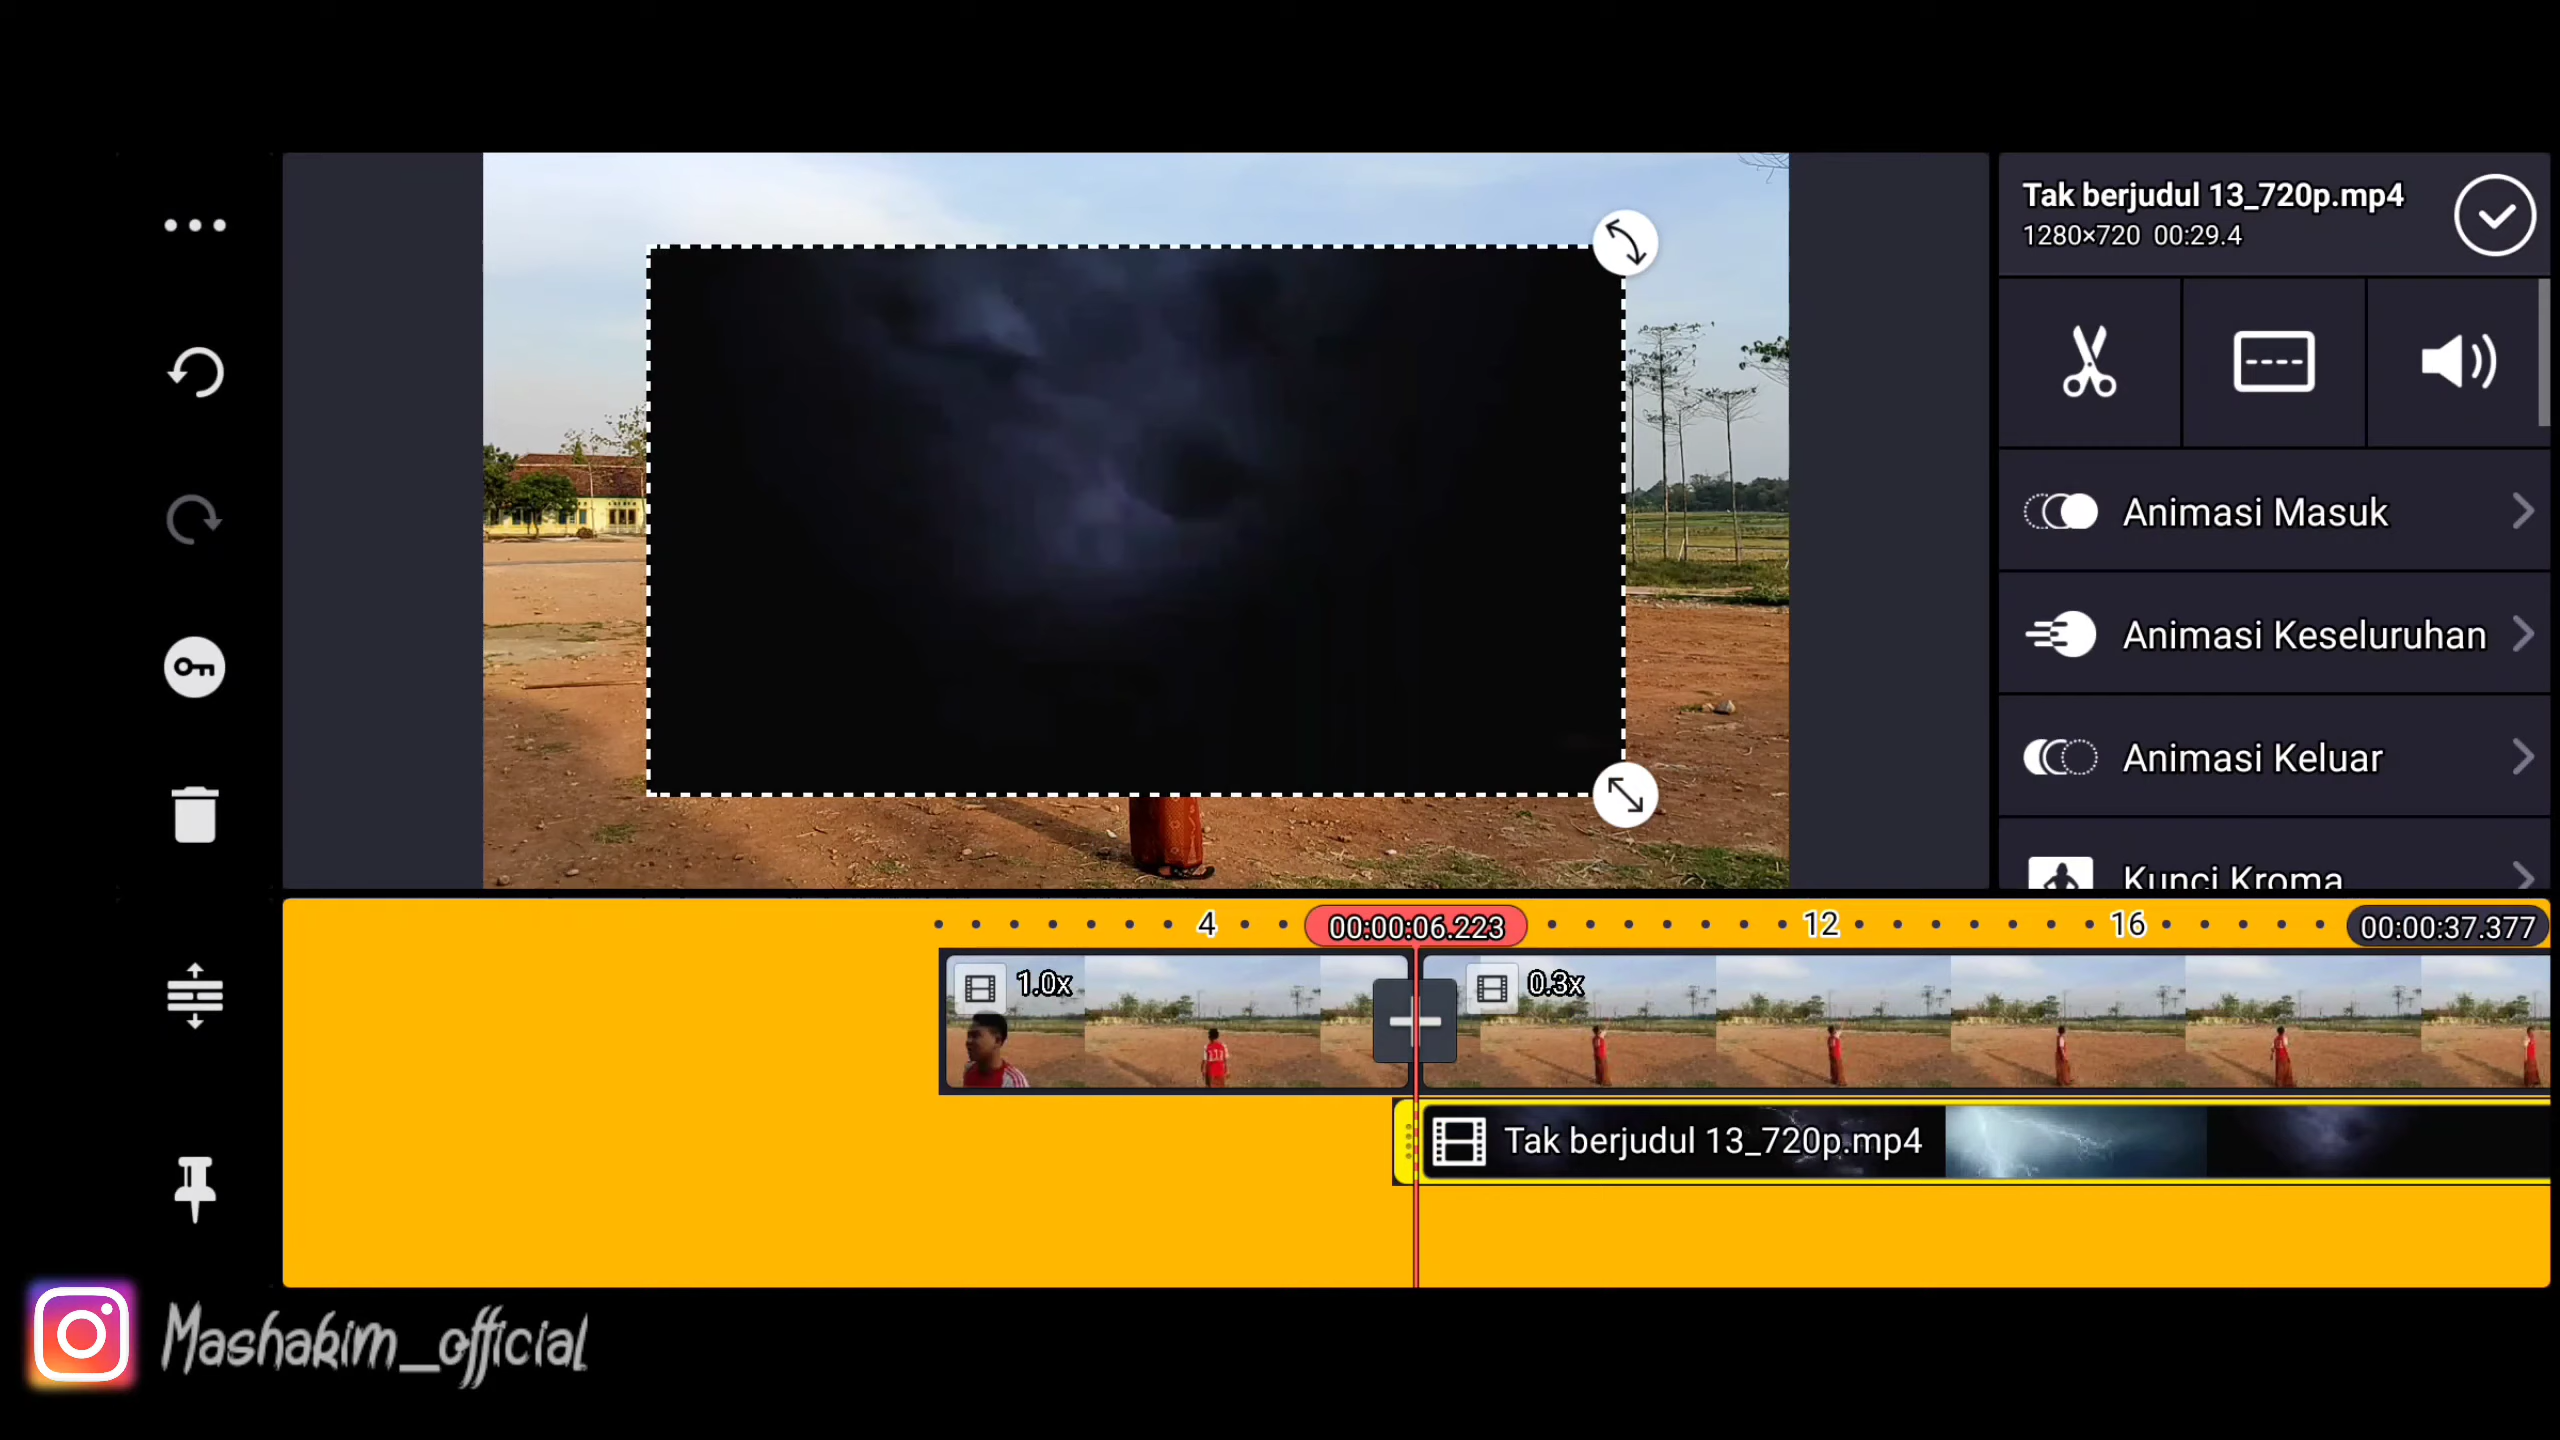 Tak berjudul 13_720p.mp4
1280×720 00:29.4
Animasi Masuk
Animasi Keseluruhan
Animasi Keluar
Kunci Kroma
4
00:00:06.223
12
16
00:00:37.377
1.0x
0.3x
Tak berjudul 13_720p.mp4
Mashakim_official